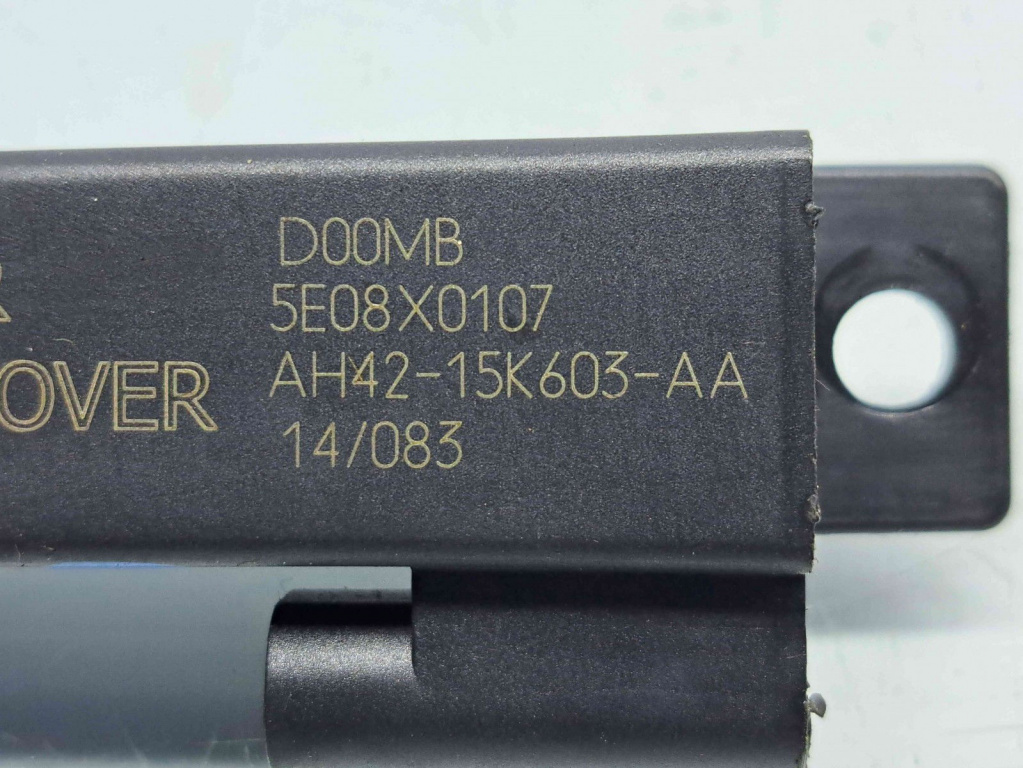 D00MB
5E08X0107
OVER
AH42-15K603-AA
14/083